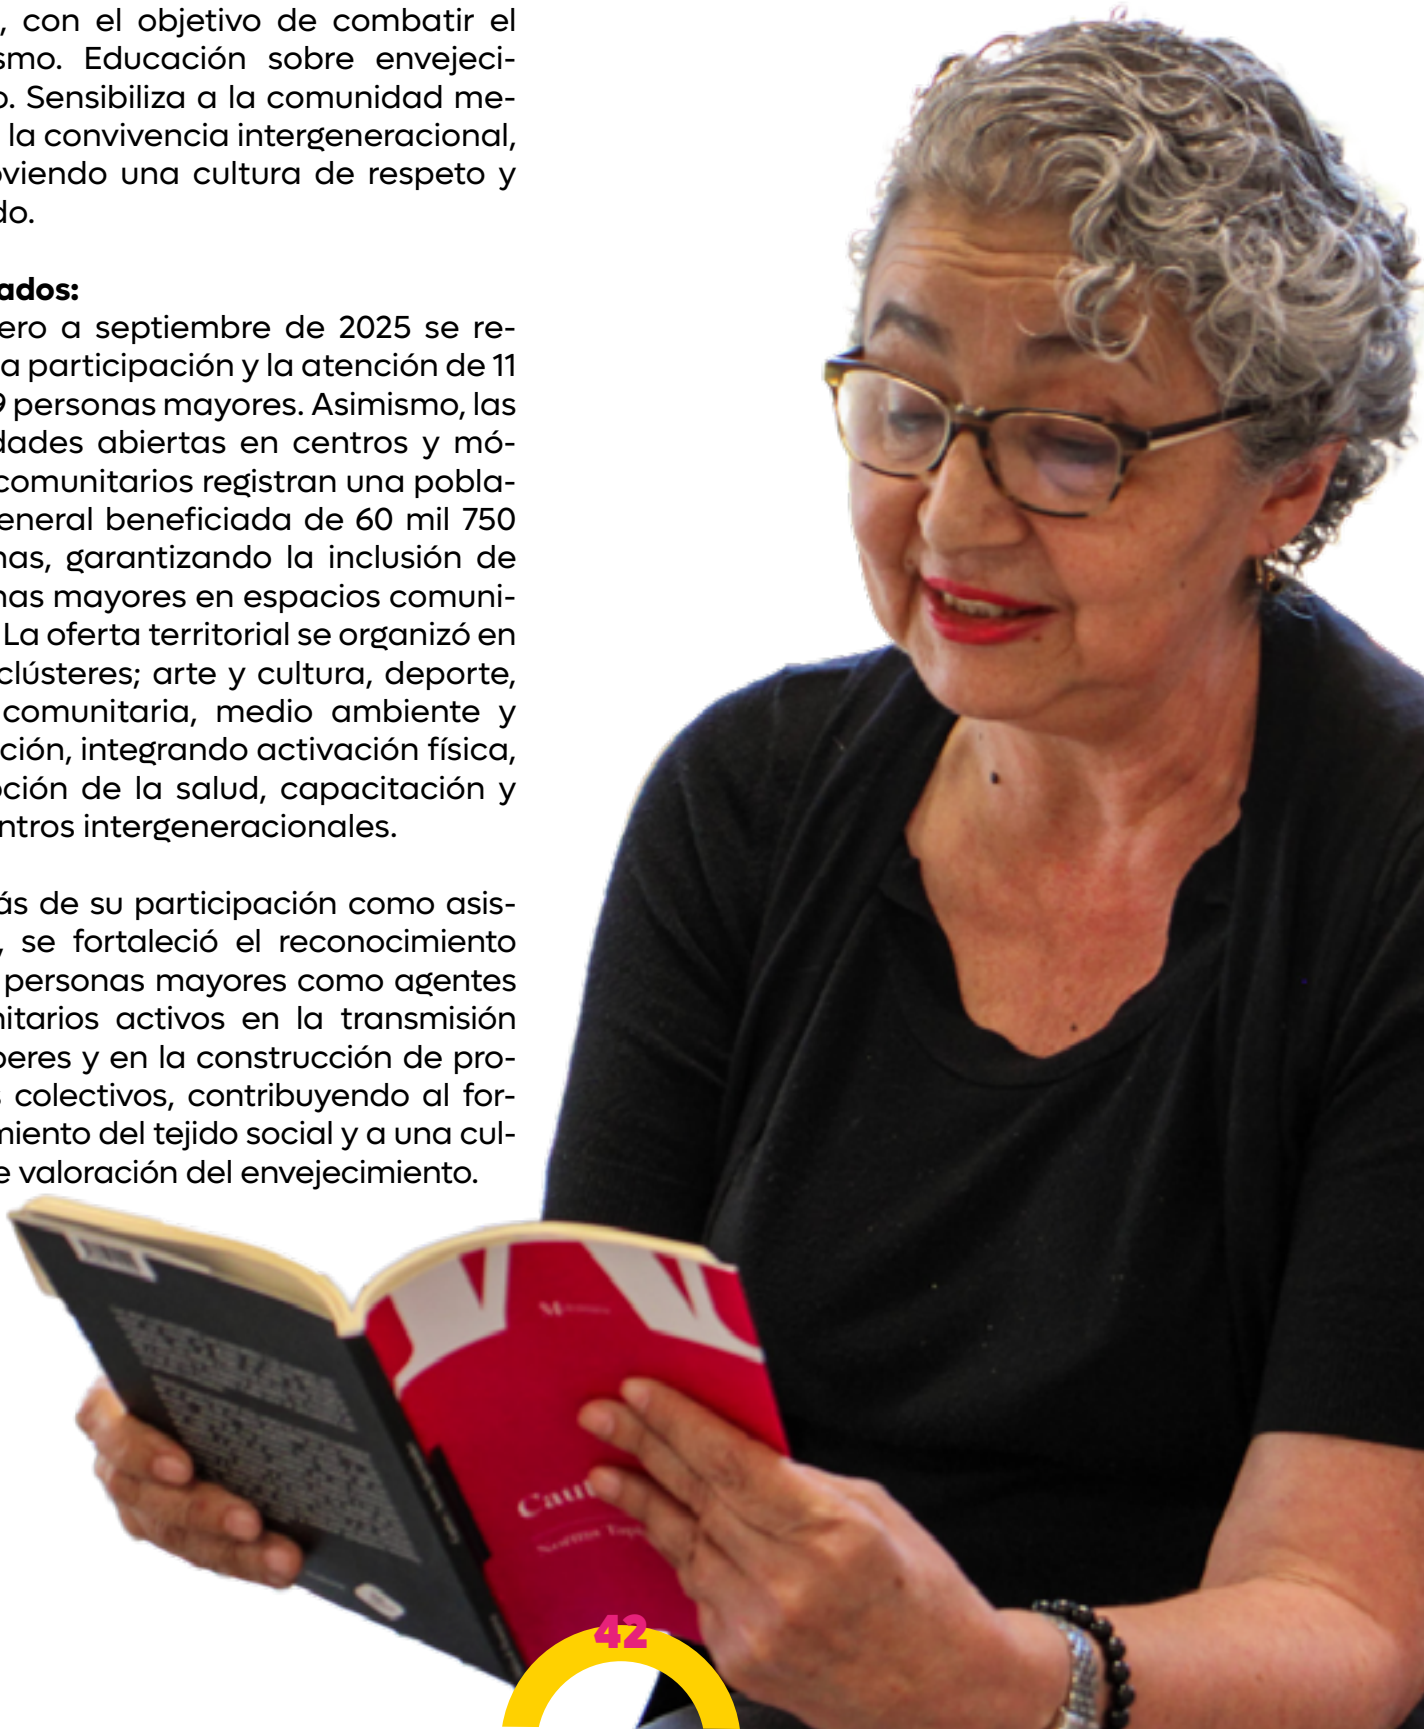 , con el objetivo de combatir el
smo. Educación sobre envejeci-
o. Sensibiliza a la comunidad me-
la convivencia intergeneracional,
viendo una cultura de respeto y
do.
ados:
ero a septiembre de 2025 se re-
a participación y la atención de 11
9 personas mayores. Asimismo, las
dades abiertas en centros y mó-
comunitarios registran una pobla-
eneral beneficiada de 60 mil 750
nas, garantizando la inclusión de
nas mayores en espacios comuni-
La oferta territorial se organizó en
clústeres; arte y cultura, deporte,
comunitaria, medio ambiente y
ción, integrando activación física,
oción de la salud, capacitación y
ntros intergeneracionales.
ás de su participación como asis-
, se fortaleció el reconocimiento
personas mayores como agentes
nitarios activos en la transmisión
beres y en la construcción de pro-
s colectivos, contribuyendo al for-
miento del tejido social y a una cul-
e valoración del envejecimiento.
Caut
Norma
42